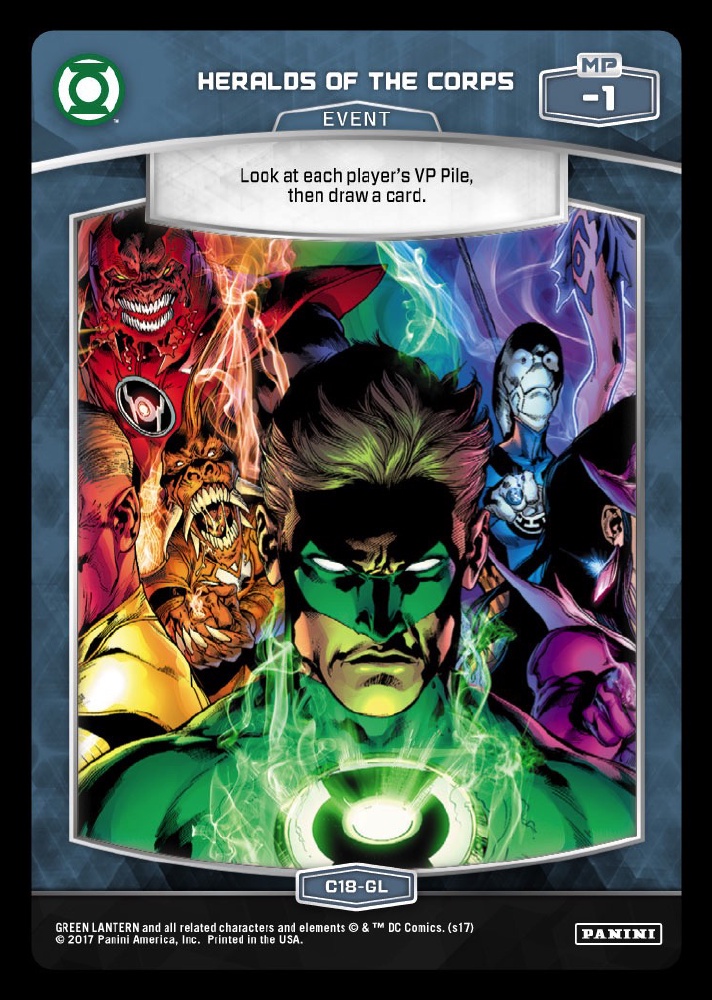 HERALDS OF THE CORPS
MP
-1
EVENT
Look at each player's VP Pile,
then draw a card.
C18-GL
GREEN LANTERN and all related characters and elements © & ™ DC Comics. (s17)
© 2017 Panini America, Inc. Printed in the USA.
PANINI